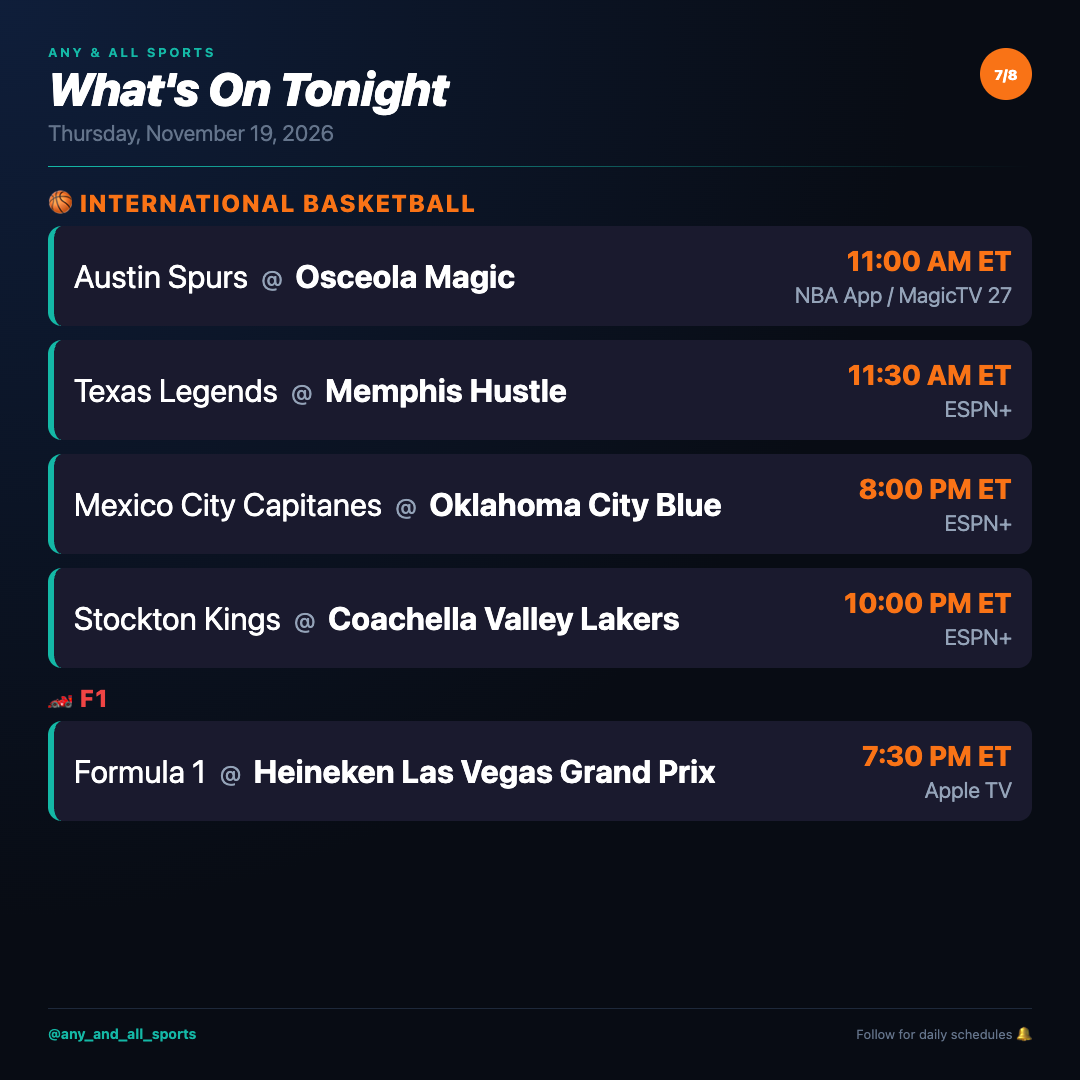 ANY & ALL SPORTS
What's On Tonight
7/8
Thursday, November 19, 2026
INTERNATIONAL BASKETBALL
Austin Spurs @ Osceola Magic
11:00 AM ET
NBA App / MagicTV 27
Texas Legends @ Memphis Hustle
11:30 AM ET
ESPN+
Mexico City Capitanes @ Oklahoma City Blue
8:00 PM ET
ESPN+
Stockton Kings @ Coachella Valley Lakers
10:00 PM ET
ESPN+
F1
Formula 1 @ Heineken Las Vegas Grand Prix
7:30 PM ET
Apple TV
@any_and_all_sports
Follow for daily schedules 🔔